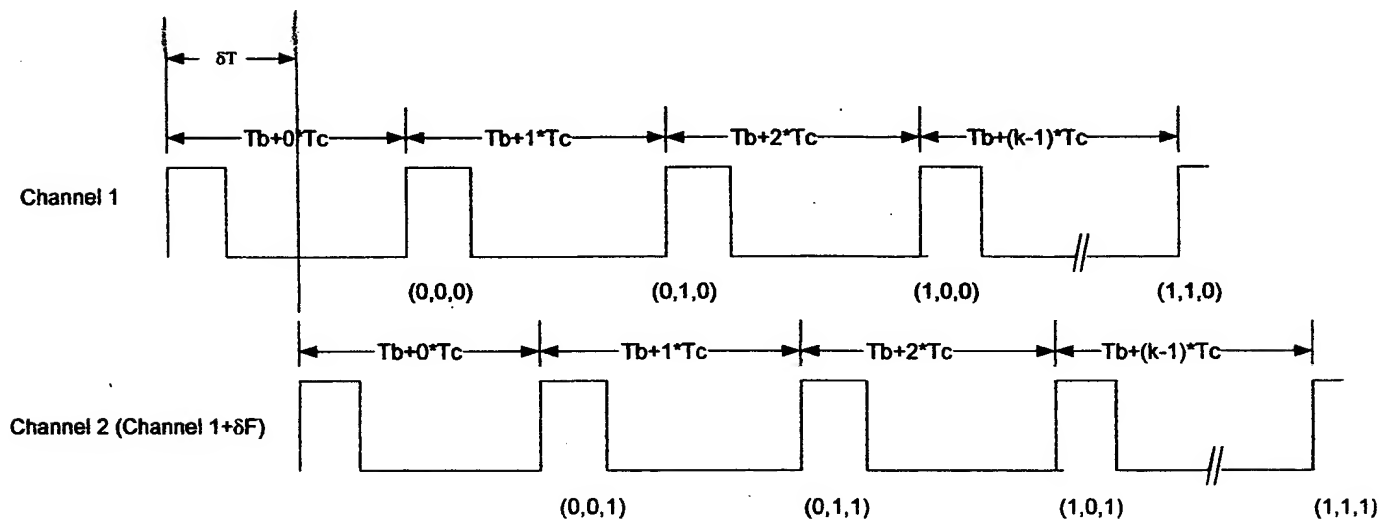 δT
Tb+0*Tc Tb+1*Tc Tb+2*Tc Tb+(k-1)*Tc
Channel 1
(0,0,0) (0,1,0) (1,0,0) (1,1,0)
Tb+0*Tc Tb+1*Tc Tb+2*Tc Tb+(k-1)*Tc
Channel 2 (Channel 1+δF)
(0,0,1) (0,1,1) (1,0,1) (1,1,1)